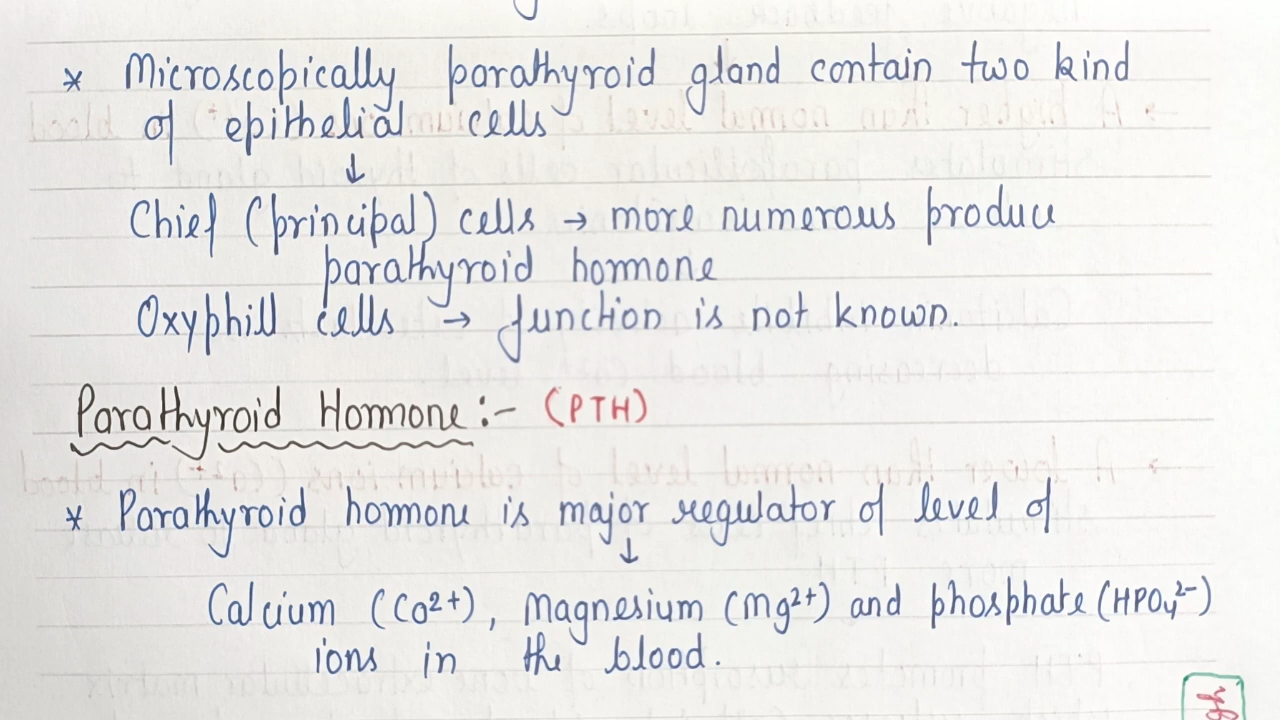 * Microscopically parathyroid gland contain two kind
of epithelial cells
↓
Chief (principal) cells → more numerous produce
parathyroid hormone
Oxyphill cells → function is not known.
Parathyroid Hormone :- (PTH)
* Parathyroid hormone is major regulator of level of
↓
Calcium (Ca²⁺), Magnesium (Mg²⁺) and phosphate (HPO₄²⁻)
ions in the blood.